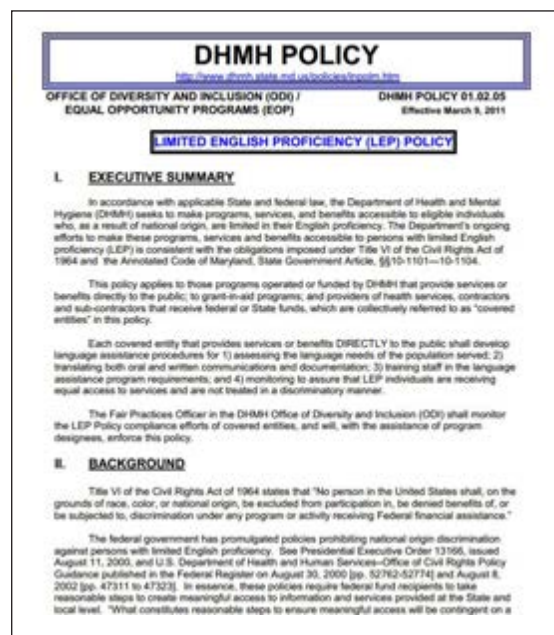 DHMH POLICY
http://www.dhmh.state.md.us/policies/inpolm.htm
OFFICE OF DIVERSITY AND INCLUSION (ODI) / DHMH POLICY 01.02.05
EQUAL OPPORTUNITY PROGRAMS (EOP) Effective March 9, 2011
LIMITED ENGLISH PROFICIENCY (LEP) POLICY
I. EXECUTIVE SUMMARY
In accordance with applicable State and federal law, the Department of Health and Mental
Hygiene (DHMH) seeks to make programs, services, and benefits accessible to eligible individuals
who, as a result of national origin, are limited in their English proficiency. The Department's ongoing
efforts to make these programs, services and benefits accessible to persons with limited English
proficiency (LEP) is consistent with the obligations imposed under Title VI of the Civil Rights Act of
1964 and the Annotated Code of Maryland, State Government Article, §§10-1101—10-1104.
This policy applies to those programs operated or funded by DHMH that provide services or
benefits directly to the public; to grant-in-aid programs; and providers of health services, contractors
and sub-contractors that receive federal or State funds, which are collectively referred to as "covered
entities" in this policy.
Each covered entity that provides services or benefits DIRECTLY to the public shall develop
language assistance procedures for 1) assessing the language needs of the population served; 2)
translating both oral and written communications and documentation; 3) training staff in the language
assistance program requirements; and 4) monitoring to assure that LEP individuals are receiving
equal access to services and are not treated in a discriminatory manner.
The Fair Practices Officer in the DHMH Office of Diversity and Inclusion (ODI) shall monitor
the LEP Policy compliance efforts of covered entities, and will, with the assistance of program
designees, enforce this policy.
II. BACKGROUND
Title VI of the Civil Rights Act of 1964 states that "No person in the United States shall, on the
grounds of race, color, or national origin, be excluded from participation in, be denied benefits of, or
be subjected to, discrimination under any program or activity receiving Federal financial assistance."
The federal government has promulgated policies prohibiting national origin discrimination
against persons with limited English proficiency. See Presidential Executive Order 13166, issued
August 11, 2000, and U.S. Department of Health and Human Services–Office of Civil Rights Policy
Guidance published in the Federal Register on August 30, 2000 [pp. 52762-52774] and August 8,
2002 [pp. 47311 to 47323]. In essence, these policies require federal fund recipients to take
reasonable steps to create meaningful access to information and services provided at the State and
local level. "What constitutes reasonable steps to ensure meaningful access will be contingent on a